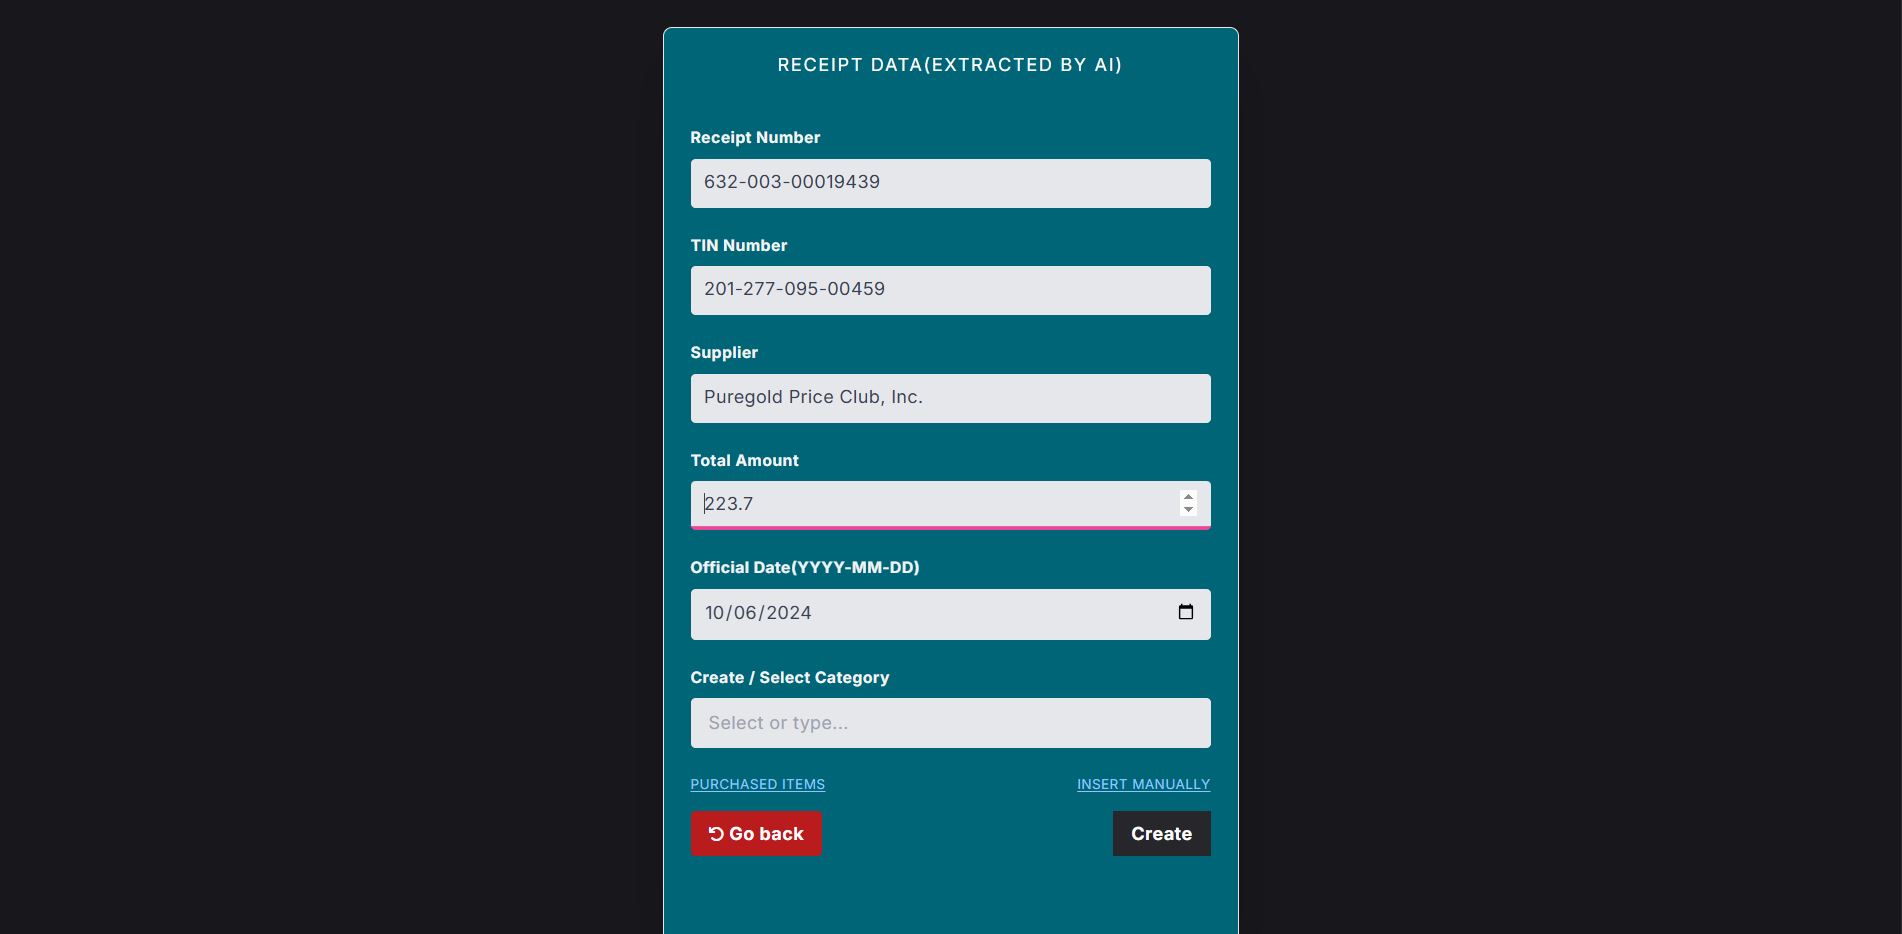 RECEIPT DATA(EXTRACTED BY AI)
Receipt Number
632-003-00019439
TIN Number
201-277-095-00459
Supplier
Puregold Price Club, Inc.
Total Amount
223.7
Official Date(YYYY-MM-DD)
10/06/2024
Create / Select Category
Select or type...
PURCHASED ITEMS INSERT MANUALLY
Go back Create